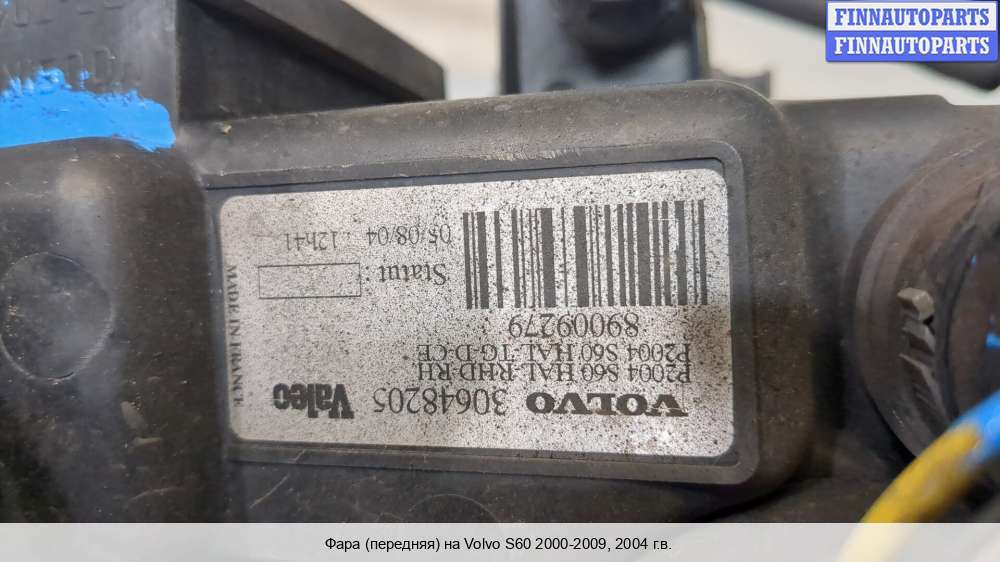 FINNAUTOPARTS
FINNAUTOPARTS
VOLVO 30648205 Valeo
P2004 S60 HAL-RHD-RH
P2004 S60 HAL-TG-D-CE
89009279
Statut :
05/08/04 12h41
MADE IN FRANCE
Фара (передняя) на Volvo S60 2000-2009, 2004 г.в.